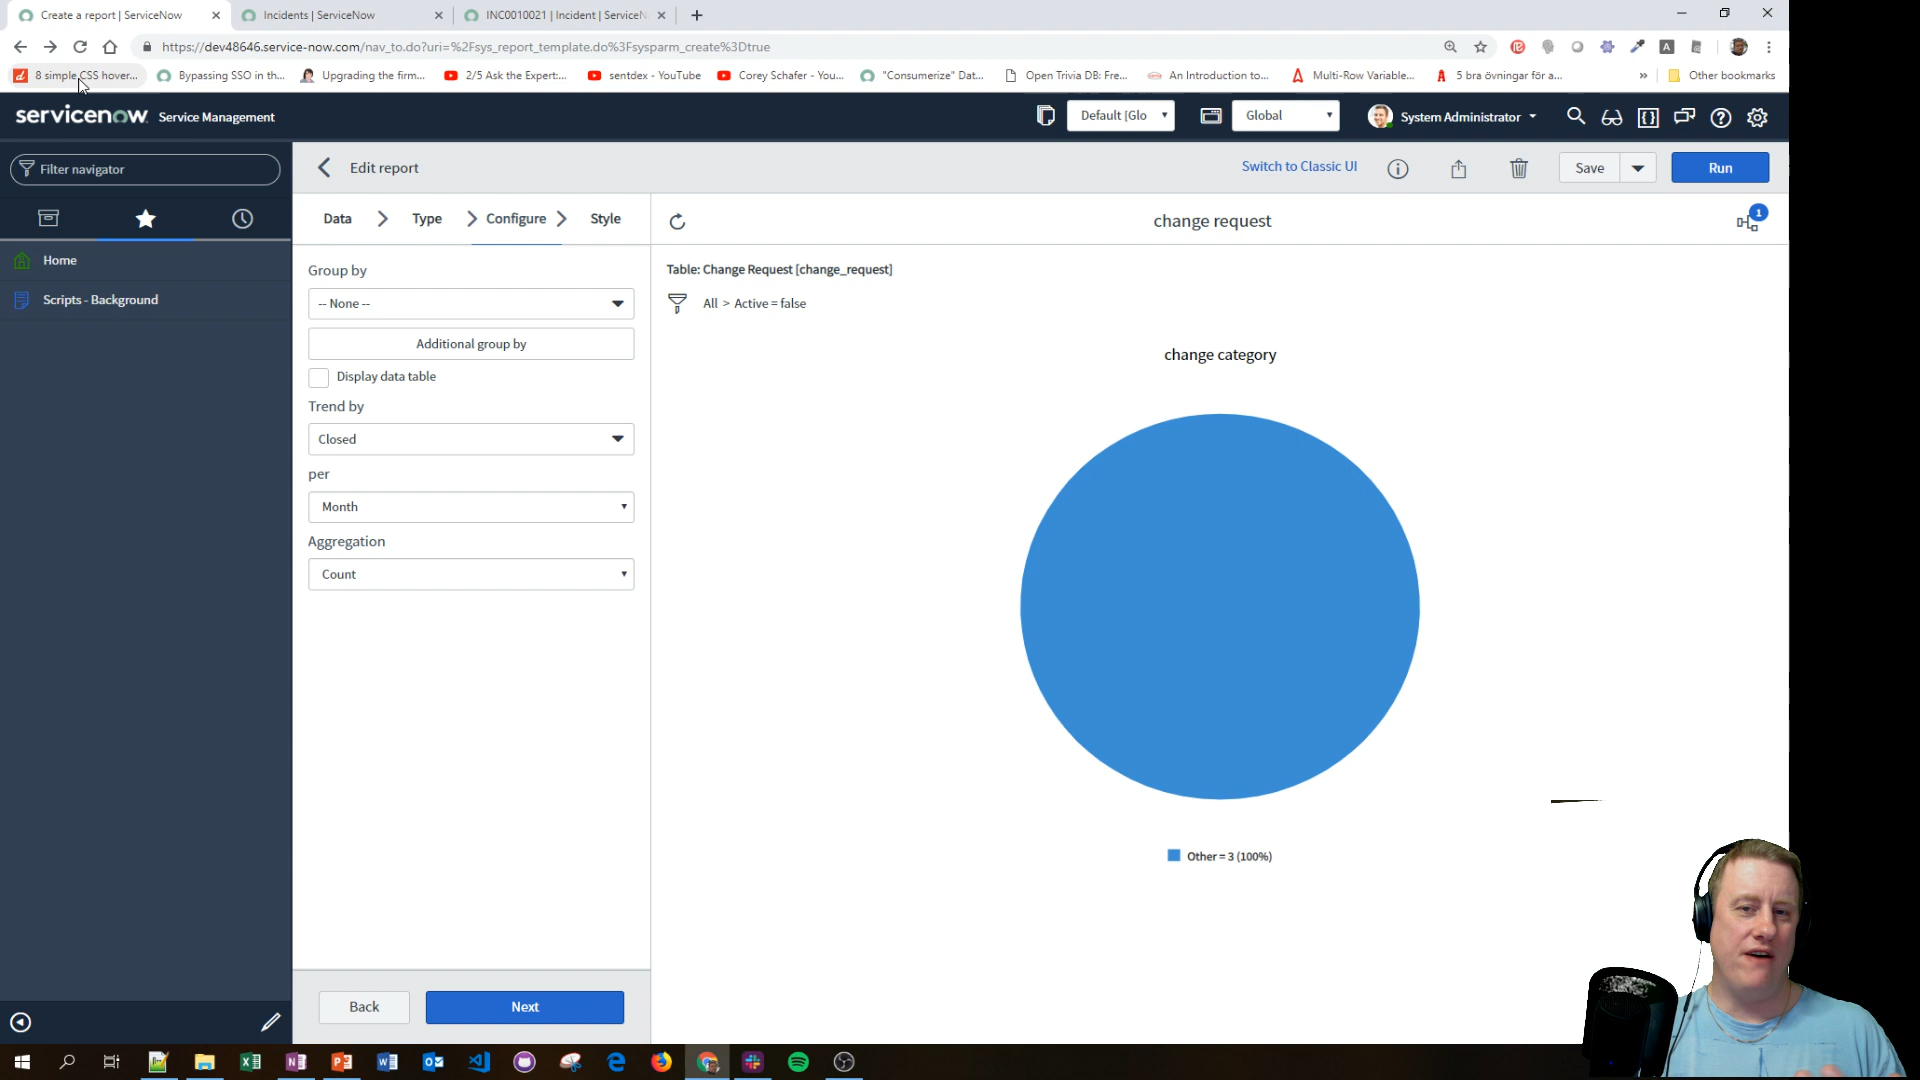 Create a report | ServiceNow
Incidents | ServiceNow
INC0010021 | Incident | ServiceN
https://dev48646.service-now.com/nav_to.do?uri=%2Fsys_report_template.do%3Fsysparm_create%3Dtrue
8 simple CSS hover...
Bypassing SSO in th...
Upgrading the firm...
2/5 Ask the Expert:...
sentdex - YouTube
Corey Schafer - You...
"Consumerize" Dat...
Open Trivia DB: Fre...
An Introduction to...
Multi-Row Variable...
5 bra övningar för a...
»
Other bookmarks
servicenow Service Management
Default |Glo
Global
System Administrator
Filter navigator
Edit report
Switch to Classic UI
Save
Run
Data
Type
Configure
Style
change request
1
Home
Scripts - Background
Group by
-- None --
Additional group by
Display data table
Trend by
Closed
per
Month
Aggregation
Count
Table: Change Request [change_request]
All > Active = false
change category
Other = 3 (100%)
Back
Next